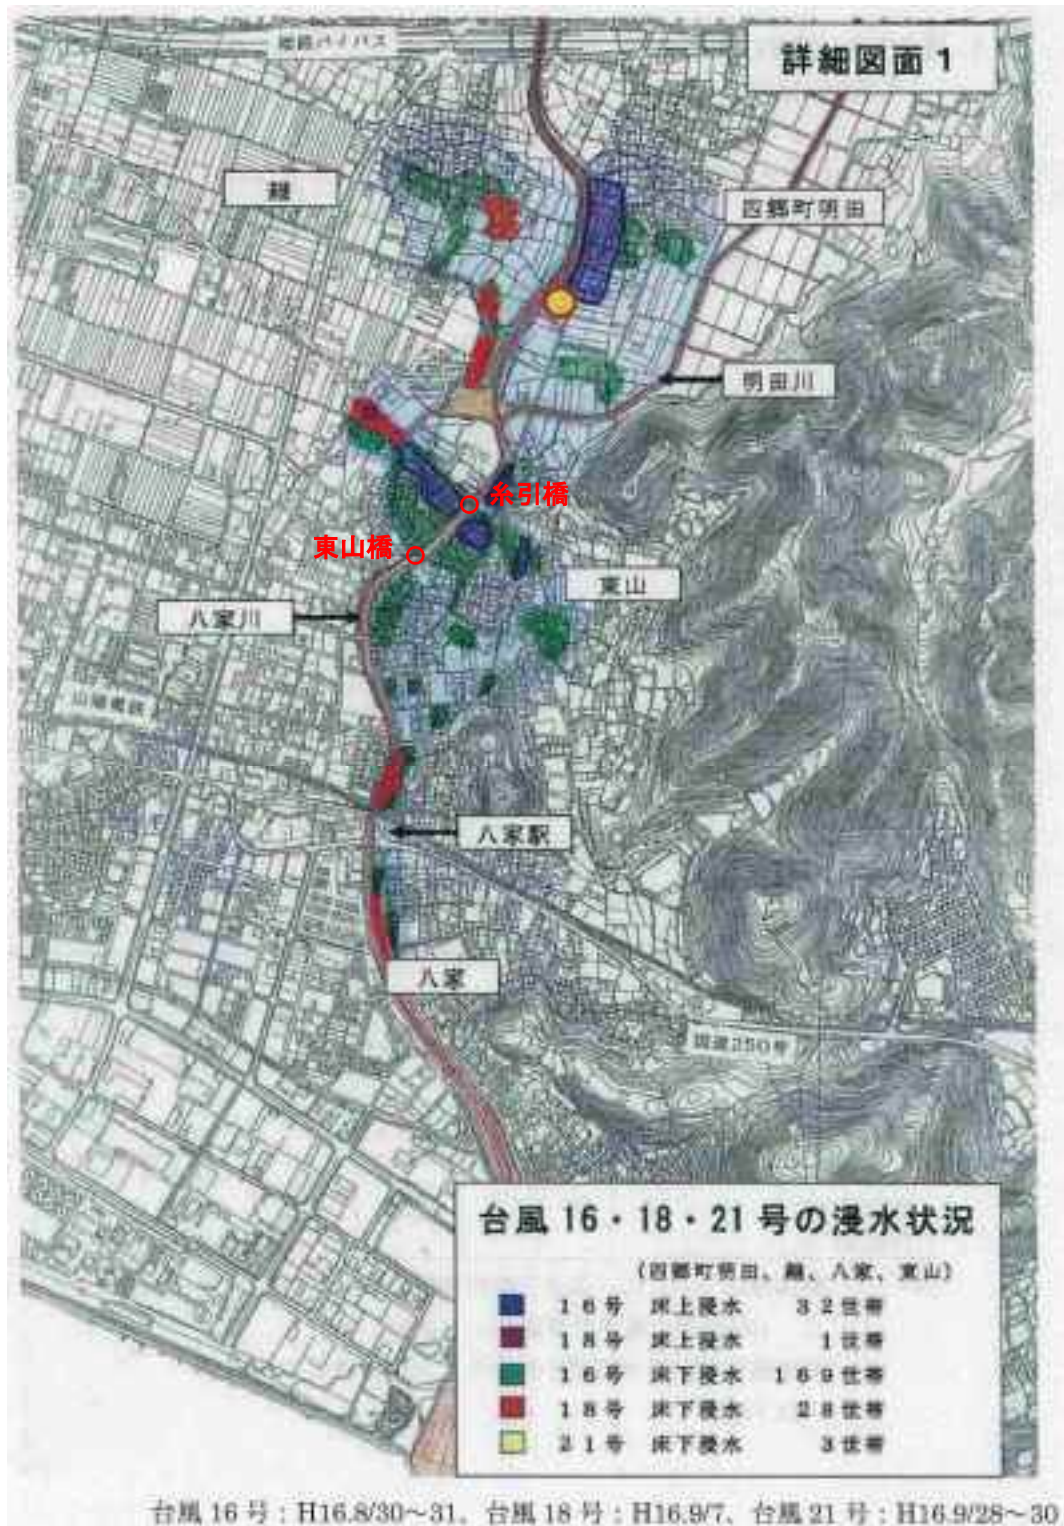 詳細図面1
姫路バイパス
継
四郷町明田
明田川
糸引橋
東山橋
東山
八家川
山陽電鉄
八家駅
八家
国道250号
台風16・18・21号の浸水状況
(四郷町明田、継、八家、東山)
16号 床上浸水 32世帯
18号 床上浸水 1世帯
16号 床下浸水 169世帯
18号 床下浸水 28世帯
21号 床下浸水 3世帯
台風16号:H16.8/30～31、台風18号:H16.9/7、台風21号:H16.9/28～30